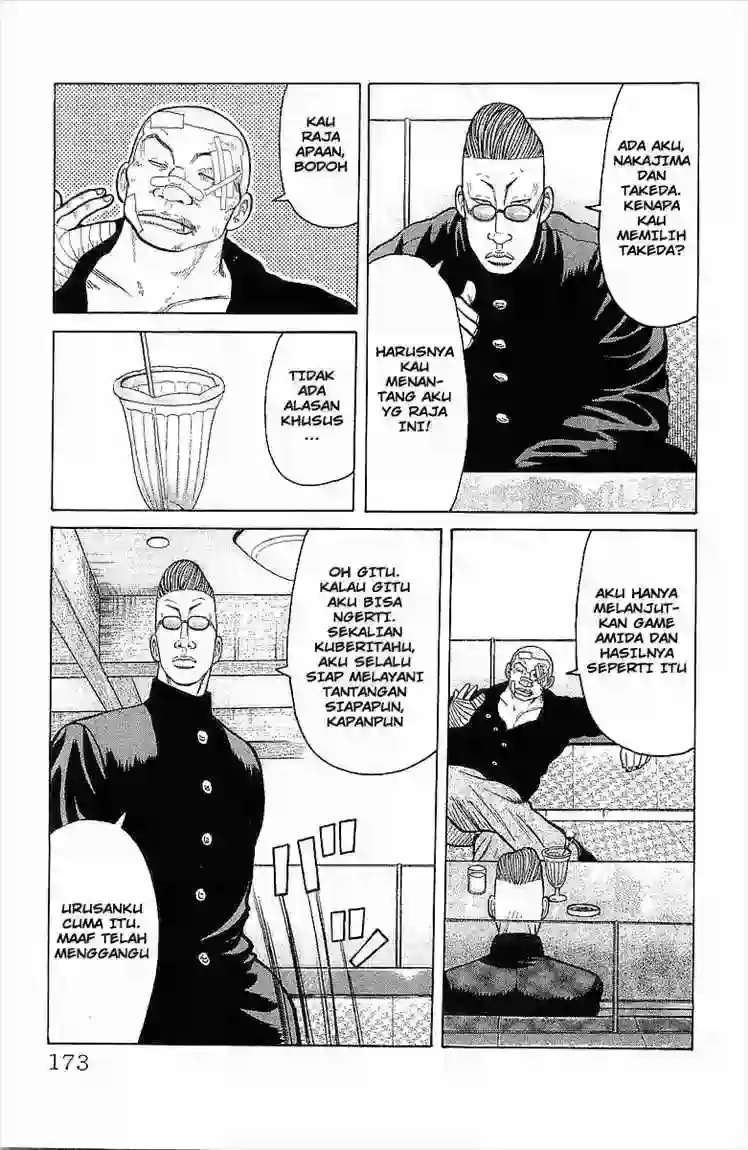 ADA AKU,
NAKAJIMA
DAN
TAKEDA.
KENAPA
KAU
MEMILIH
TAKEDA?
HARUSNYA
KAU
MENAN-
TANG AKU
YG RAJA
INI!
KAU
RAJA
APAAN,
BODOH
TIDAK
ADA
ALASAN
KHUSUS
...
AKU HANYA
MELANJUT-
KAN GAME
AMIDA DAN
HASILNYA
SEPERTI ITU
OH GITU.
KALAU GITU
AKU BISA
NGERTI.
SEKALIAN
KUBERITAHU,
AKU SELALU
SIAP MELAYANI
TANTANGAN
SIAPAPUN,
KAPANPUN
URUSANKU
CUMA ITU.
MAAF TELAH
MENGGANGU
173